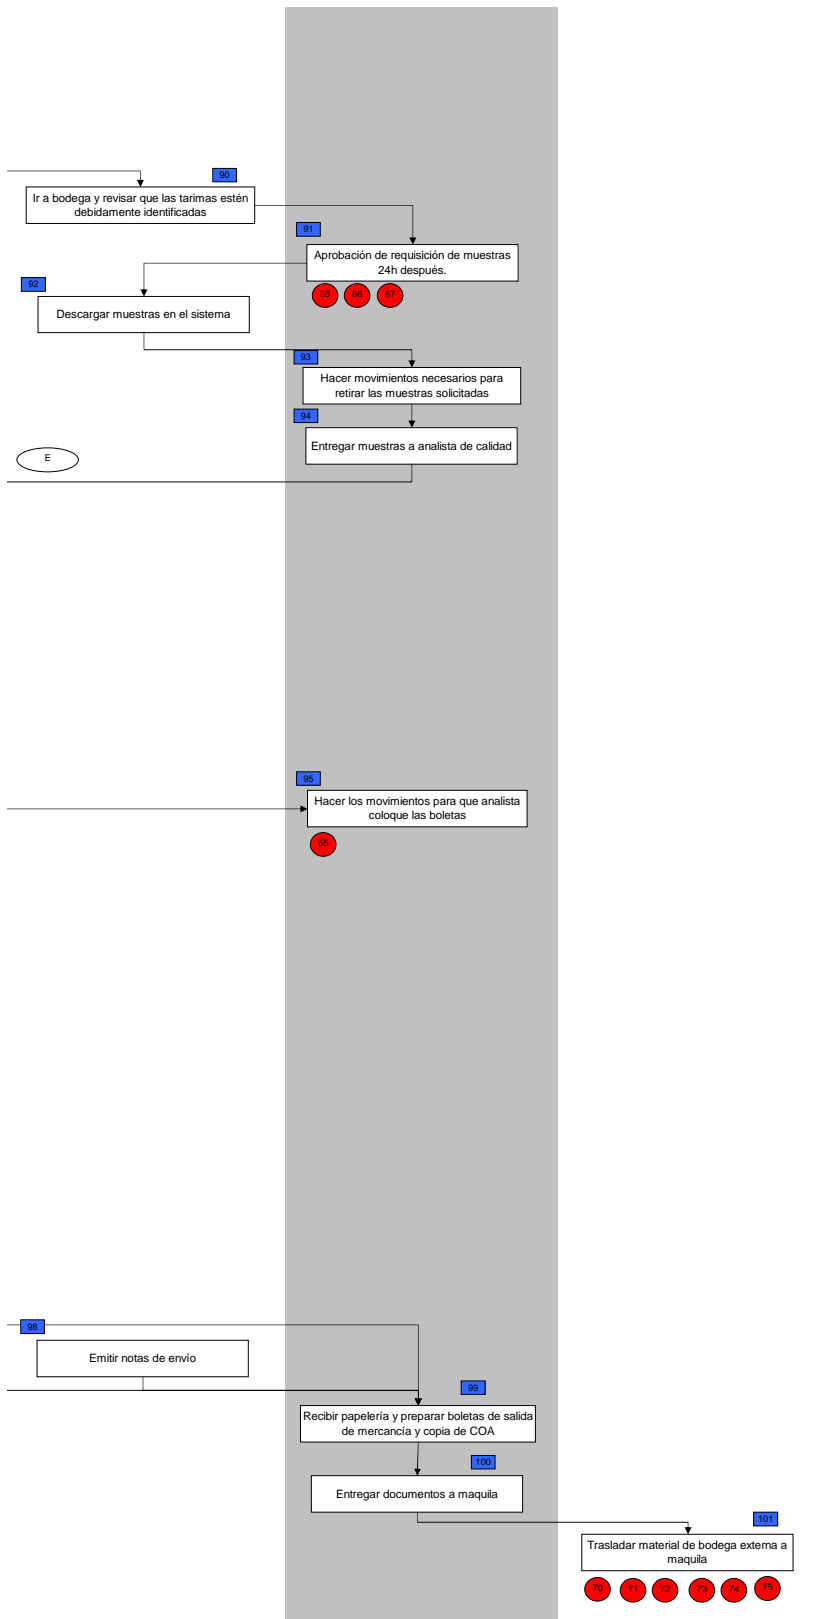 90
Ir a bodega y revisar que las tarimas estén
debidamente identificadas
91
Aprobación de requisición de muestras
24h después.
65 66 67
92
Descargar muestras en el sistema
93
Hacer movimientos necesarios para
retirar las muestras solicitadas
94
Entregar muestras a analista de calidad
E
95
Hacer los movimientos para que analista
coloque las boletas
55
98
Emitir notas de envío
99
Recibir papelería y preparar boletas de salida
de mercancía y copia de COA
100
Entregar documentos a maquila
101
Trasladar material de bodega externa a
maquila
70 71 72 73 74 75